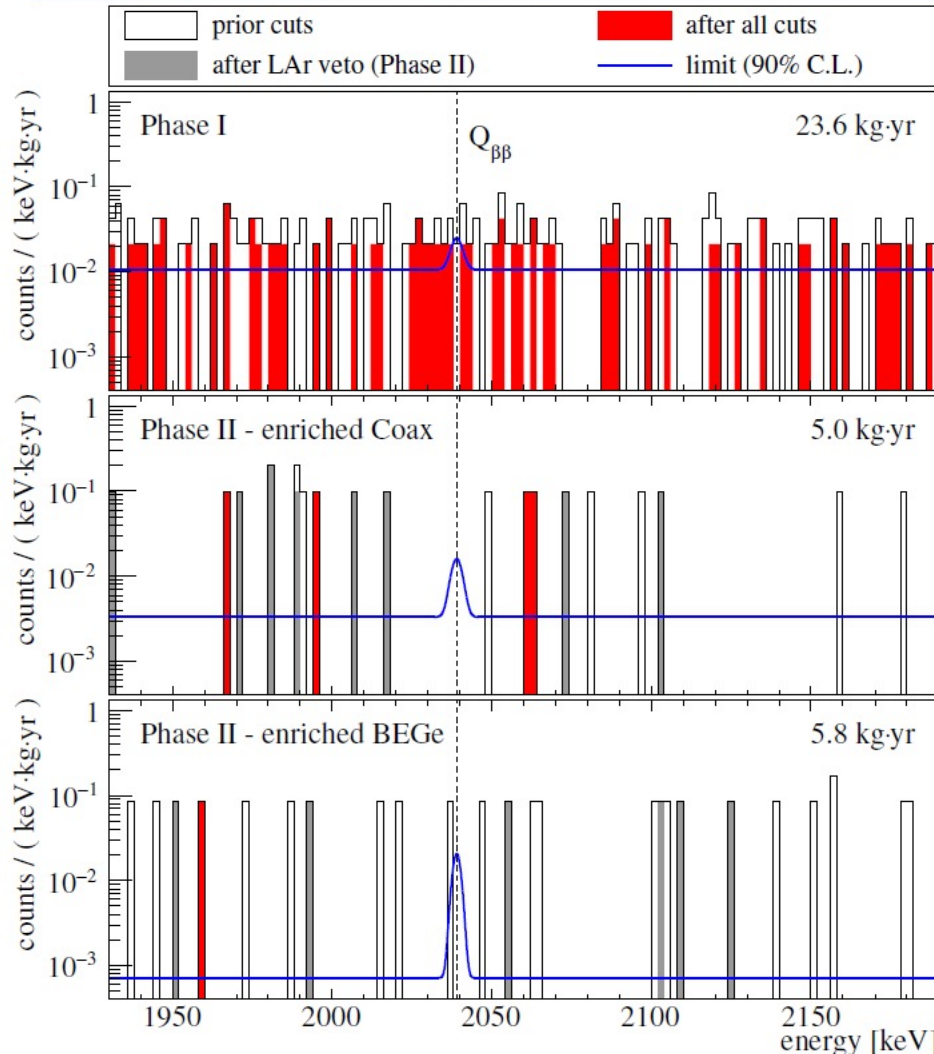 prior cuts
after all cuts
after LAr veto (Phase II)
limit (90% C.L.)
counts / ( keV·kg·yr)
1
10⁻¹
10⁻²
10⁻³
Phase I
23.6 kg·yr
Qββ
counts / ( keV·kg·yr)
1
10⁻¹
10⁻²
10⁻³
Phase II - enriched Coax
5.0 kg·yr
counts / ( keV·kg·yr)
1
10⁻¹
10⁻²
10⁻³
Phase II - enriched BEGe
5.8 kg·yr
1950 2000 2050 2100 2150
energy [keV]